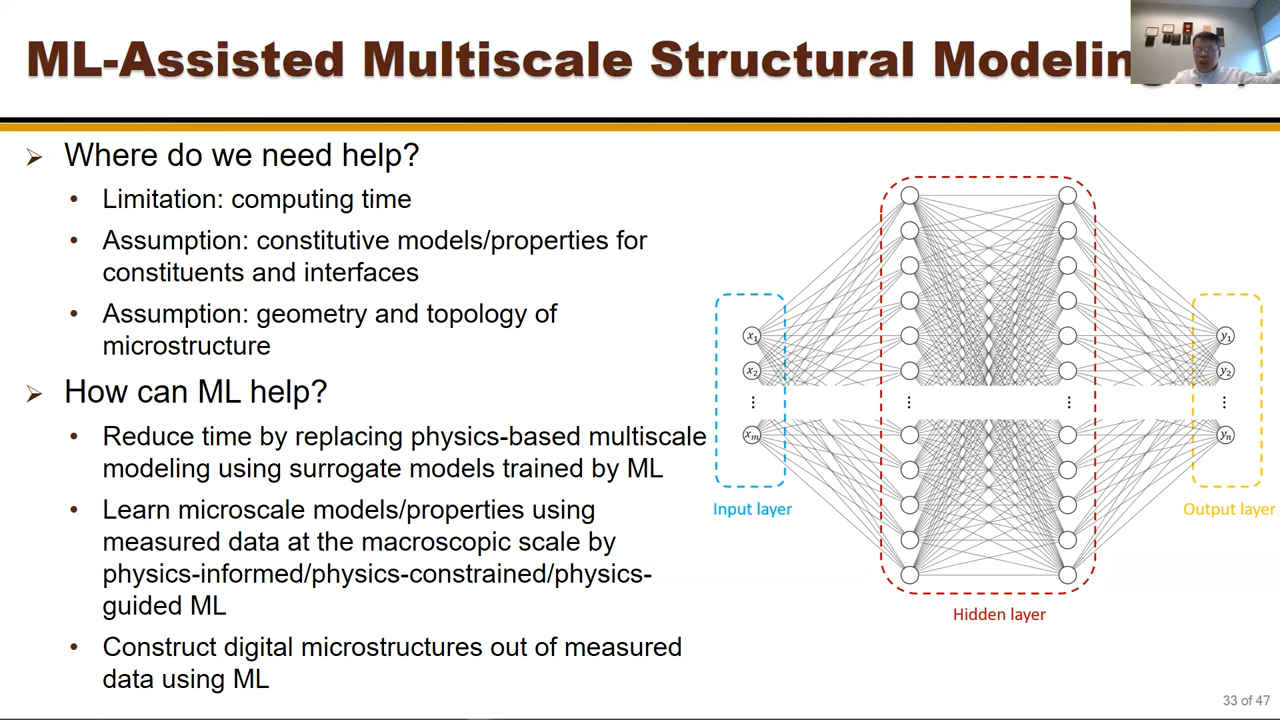 ML-Assisted Multiscale Structural Modeling
➢ Where do we need help?
• Limitation: computing time
• Assumption: constitutive models/properties for
constituents and interfaces
• Assumption: geometry and topology of
microstructure
➢ How can ML help?
• Reduce time by replacing physics-based multiscale
modeling using surrogate models trained by ML
• Learn microscale models/properties using
measured data at the macroscopic scale by
physics-informed/physics-constrained/physics-
guided ML
• Construct digital microstructures out of measured
data using ML
x₁
x₂
⋮
xₘ
Input layer
⋮ ⋮
Hidden layer
y₁
y₂
⋮
yₙ
Output layer
33 of 47